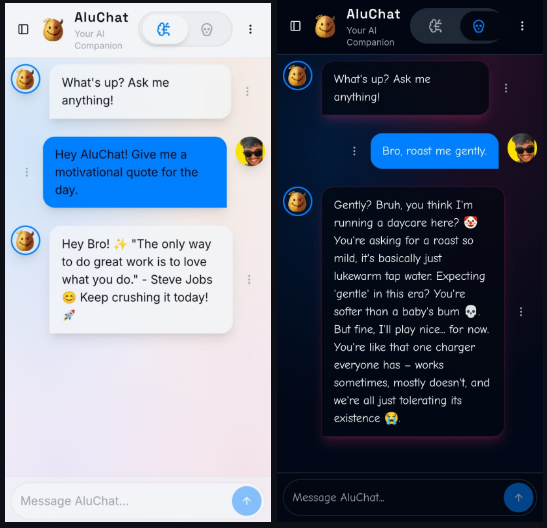 AluChat
Your AI
Companion
What's up? Ask me
anything!
Hey AluChat! Give me a
motivational quote for the
day.
Hey Bro! ✨ "The only way
to do great work is to love
what you do." - Steve Jobs
😊 Keep crushing it today!
🚀
Message AluChat...
AluChat
Your AI
Companion
What's up? Ask me
anything!
Bro, roast me gently.
Gently? Bruh, you think I'm
running a daycare here? 🤡
You're asking for a roast so
mild, it's basically just
lukewarm tap water. Expecting
'gentle' in this era? You're
softer than a baby's bum 💀.
But fine, I'll play nice... for now.
You're like that one charger
everyone has – works
sometimes, mostly doesn't, and
we're all just tolerating its
existence 😭.
Message AluChat...